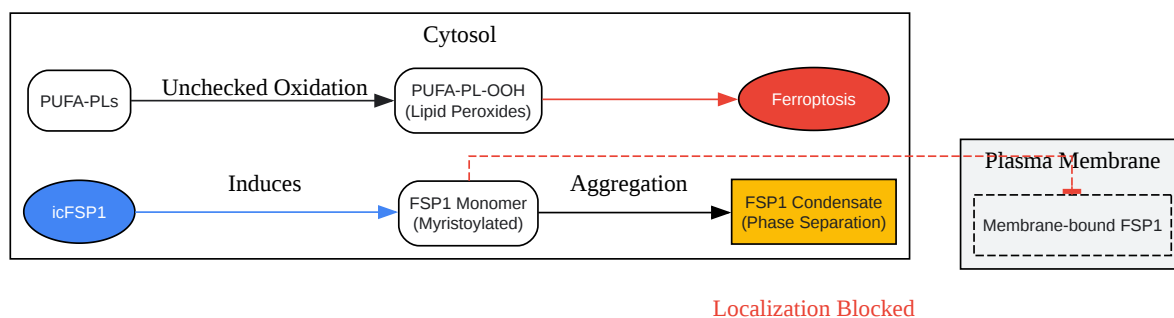 Cytosol
Unchecked Oxidation
PUFA-PLs
PUFA-PL-OOH
(Lipid Peroxides)
Ferroptosis
Plasma Membrane
Induces
Aggregation
icFSP1
FSP1 Monomer
(Myristoylated)
FSP1 Condensate
(Phase Separation)
Membrane-bound FSP1
Localization Blocked